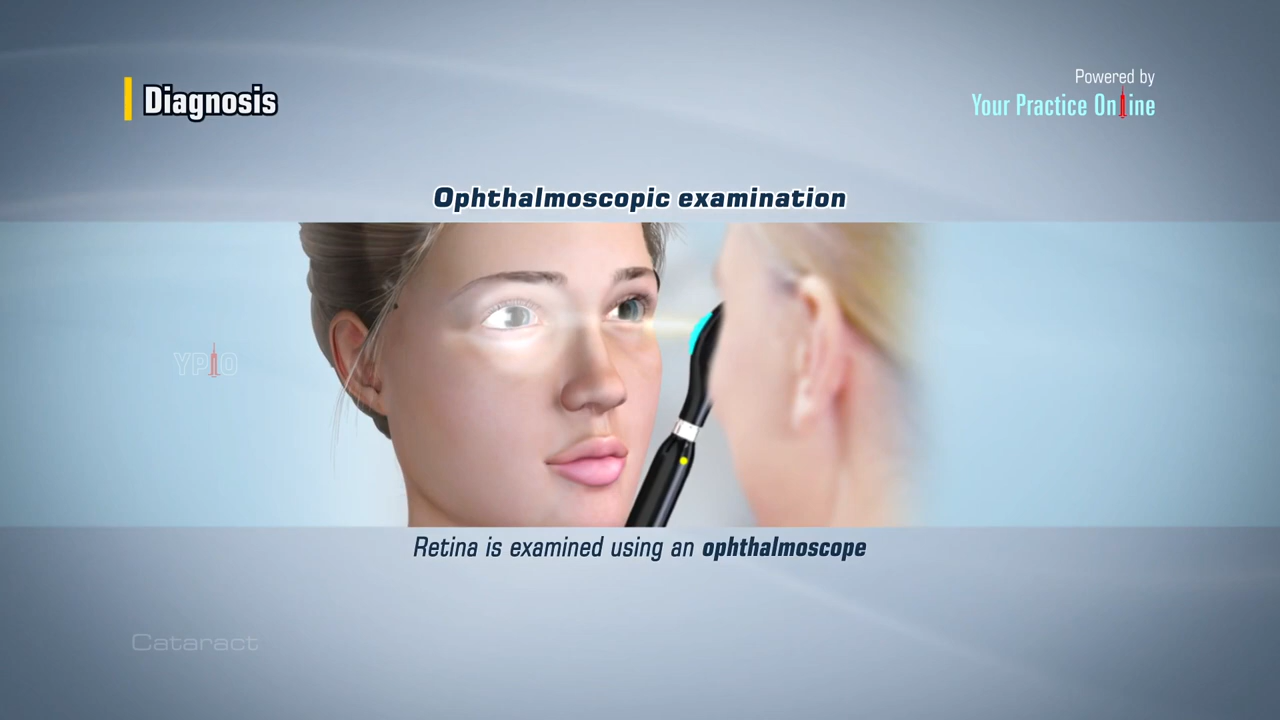 Diagnosis
Powered by
Your Practice Online
Ophthalmoscopic examination
YPO
Retina is examined using an ophthalmoscope
Cataract